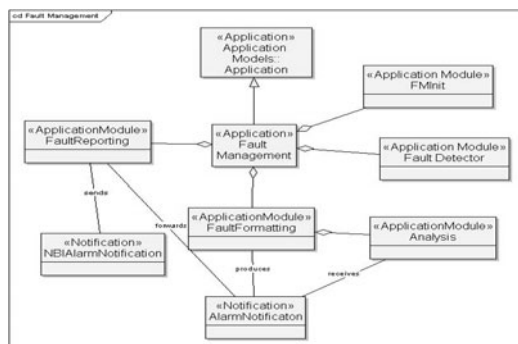 cd Fault Management
«Application»
Application
Models::
Application
«Application Module»
FMInit
«ApplicationModule»
FaultReporting
«Application»
Fault
Management
«Application Module»
Fault Detector
sends
forwards
«ApplicationModule»
FaultFormatting
«ApplicationModule»
Analysis
«Notification»
NBIAlarmNotification
produces
receives
«Notification»
AlarmNotificaton